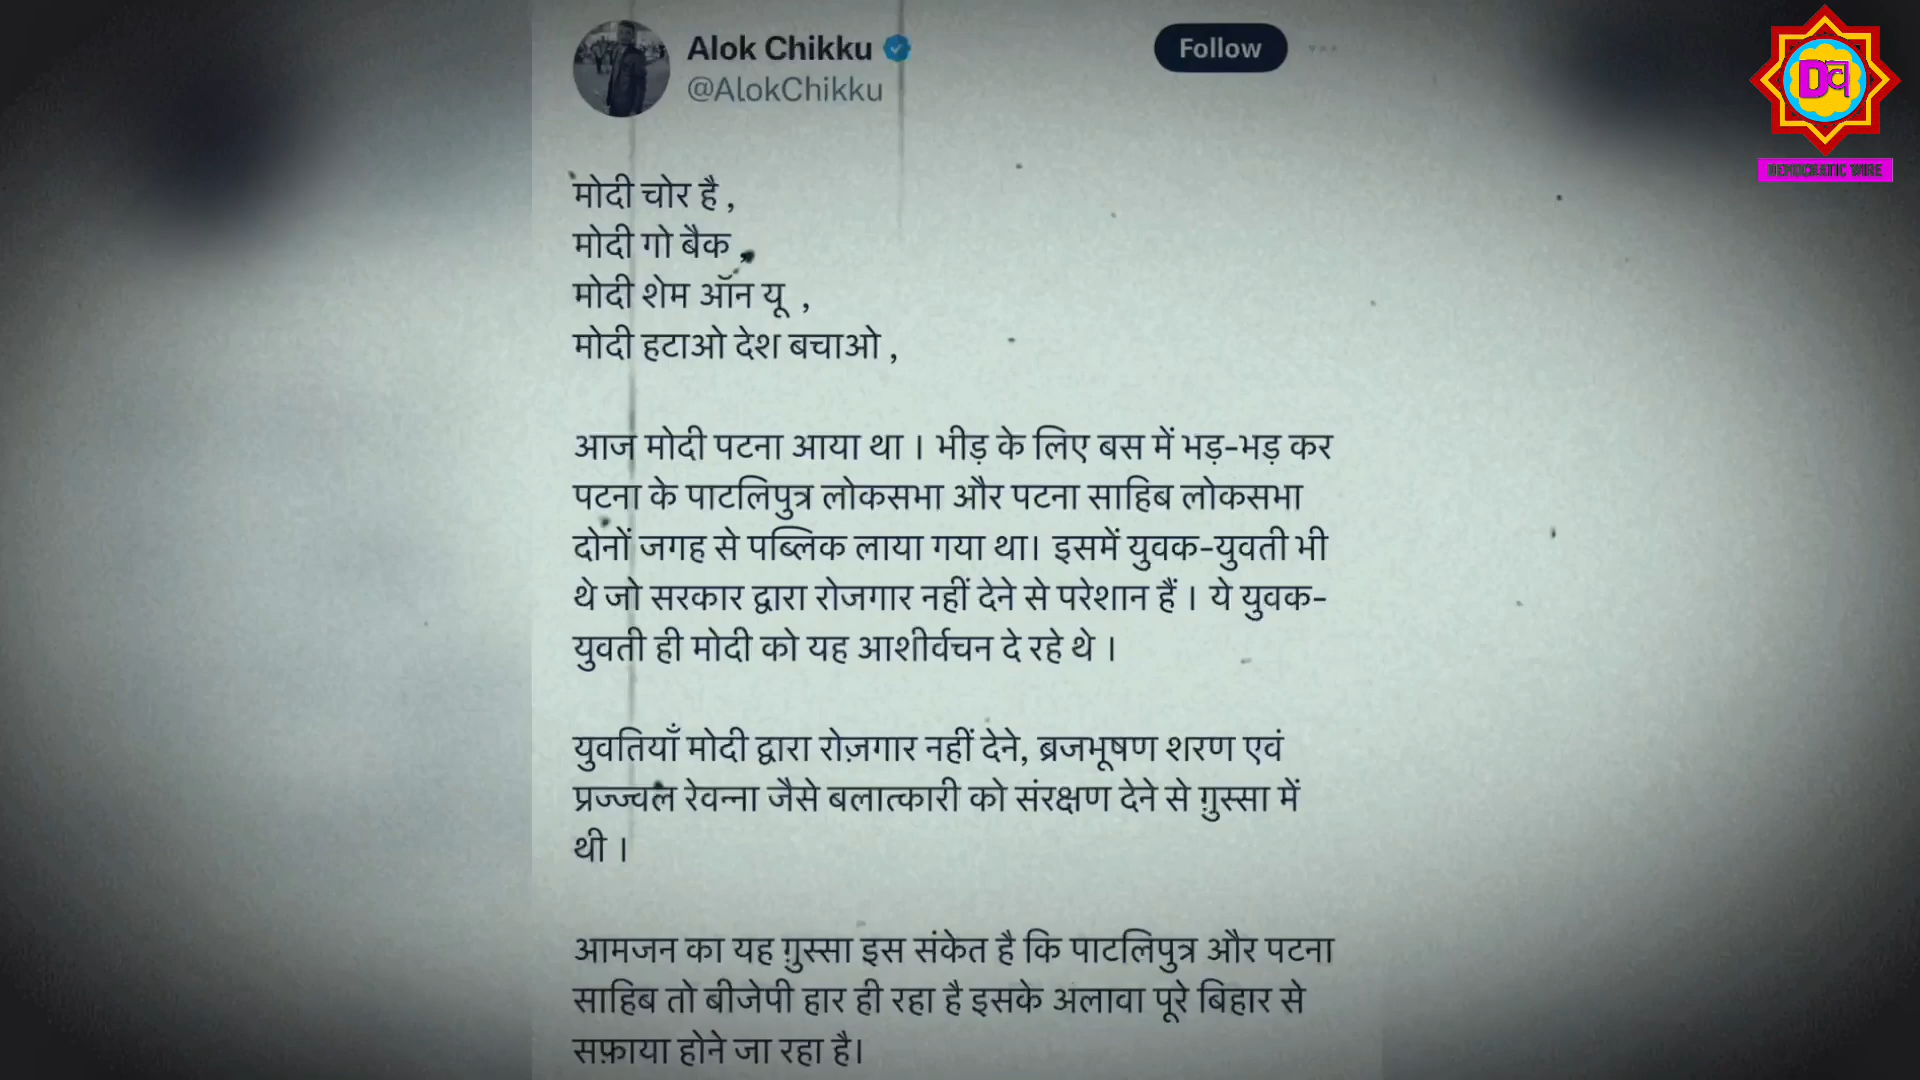 Alok Chikku
@AlokChikku
Follow
Dव
DEMOCRATIC WIRE
मोदी चोर है ,
मोदी गो बैक ,
मोदी शेम ऑन यू ,
मोदी हटाओ देश बचाओ ,
आज मोदी पटना आया था । भीड़ के लिए बस में भड़-भड़ कर
पटना के पाटलिपुत्र लोकसभा और पटना साहिब लोकसभा
दोनों जगह से पब्लिक लाया गया था। इसमें युवक-युवती भी
थे जो सरकार द्वारा रोजगार नहीं देने से परेशान हैं । ये युवक-
युवती ही मोदी को यह आशीर्वचन दे रहे थे ।
युवतियाँ मोदी द्वारा रोज़गार नहीं देने, ब्रजभूषण शरण एवं
प्रज्ज्वल रेवन्ना जैसे बलात्कारी को संरक्षण देने से ग़ुस्सा में
थी ।
आमजन का यह ग़ुस्सा इस संकेत है कि पाटलिपुत्र और पटना
साहिब तो बीजेपी हार ही रहा है इसके अलावा पूरे बिहार से
सफ़ाया होने जा रहा है।